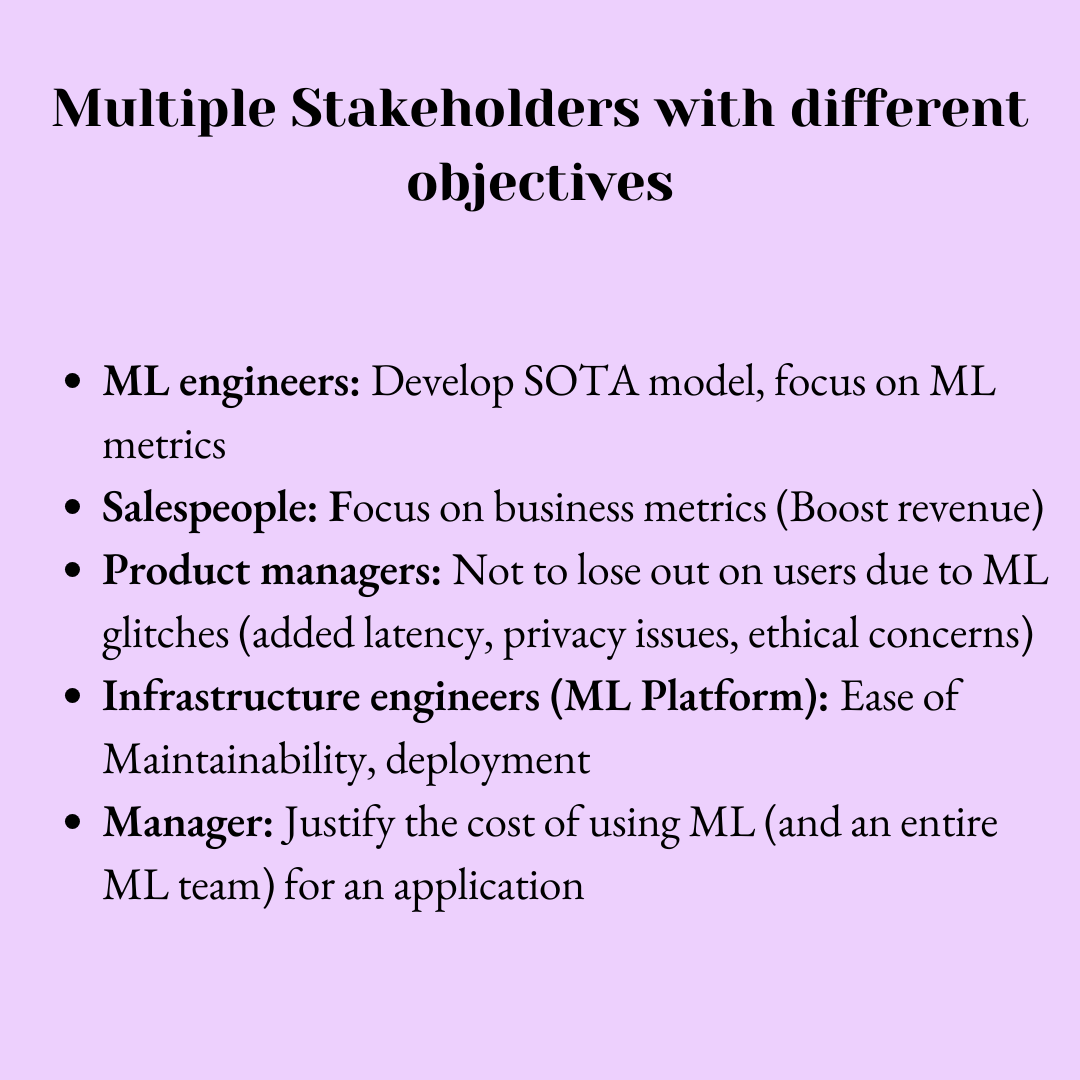 Multiple Stakeholders with different
objectives
• ML engineers: Develop SOTA model, focus on ML
metrics
• Salespeople: Focus on business metrics (Boost revenue)
• Product managers: Not to lose out on users due to ML
glitches (added latency, privacy issues, ethical concerns)
• Infrastructure engineers (ML Platform): Ease of
Maintainability, deployment
• Manager: Justify the cost of using ML (and an entire
ML team) for an application